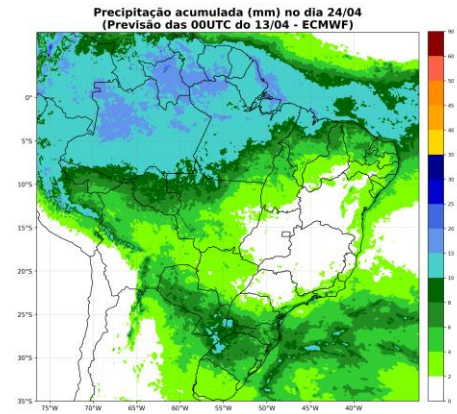 Precipitação acumulada (mm) no dia 24/04
(Previsão das 00UTC do 13/04 - ECMWF)
0°
5°S
10°S
15°S
20°S
25°S
30°S
35°S
75°W 70°W 65°W 60°W 55°W 50°W 45°W 40°W
90
60
50
45
40
35
30
25
20
15
10
8
6
4
2
0